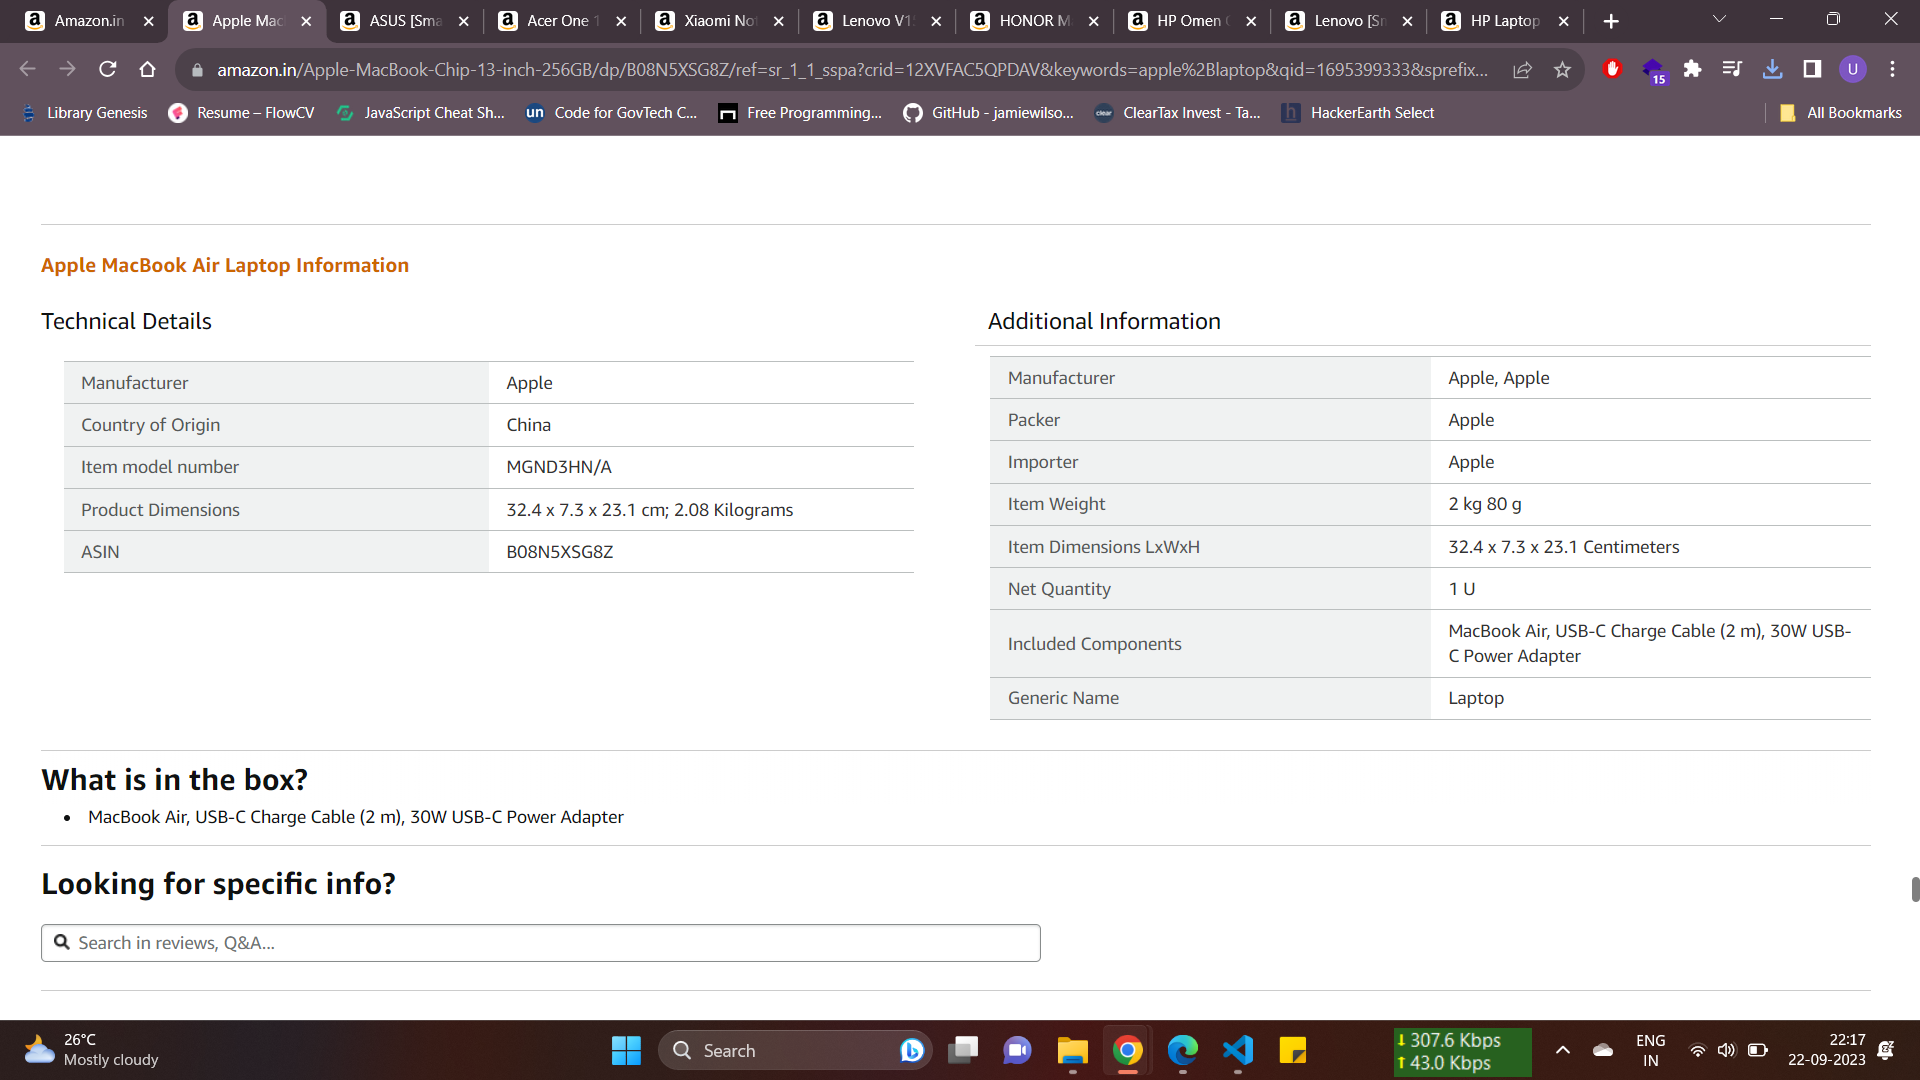 Amazon.in
Apple Mac
ASUS [Sma
Acer One 1
Xiaomi No
Lenovo V1
HONOR M
HP Omen
Lenovo [Sn
HP Laptop
amazon.in/Apple-MacBook-Chip-13-inch-256GB/dp/B08N5XSG8Z/ref=sr_1_1_sspa?crid=12XVFAC5QPDAV&keywords=apple%2Blaptop&qid=1695399333&sprefix...
15
U
Library Genesis
Resume – FlowCV
JavaScript Cheat Sh...
un
Code for GovTech C...
Free Programming...
GitHub - jamiewilso...
clear
ClearTax Invest - Ta...
h
HackerEarth Select
All Bookmarks
Apple MacBook Air Laptop Information
Technical Details
Manufacturer Apple
Country of Origin China
Item model number MGND3HN/A
Product Dimensions 32.4 x 7.3 x 23.1 cm; 2.08 Kilograms
ASIN B08N5XSG8Z
Additional Information
Manufacturer Apple, Apple
Packer Apple
Importer Apple
Item Weight 2 kg 80 g
Item Dimensions LxWxH 32.4 x 7.3 x 23.1 Centimeters
Net Quantity 1 U
Included Components MacBook Air, USB-C Charge Cable (2 m), 30W USB-
C Power Adapter
Generic Name Laptop
What is in the box?
• MacBook Air, USB-C Charge Cable (2 m), 30W USB-C Power Adapter
Looking for specific info?
Search in reviews, Q&A...
26°C
Mostly cloudy
Search
307.6 Kbps
43.0 Kbps
ENG
IN
22:17
22-09-2023